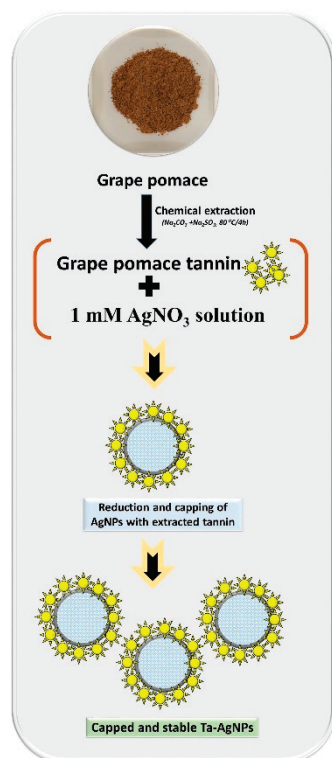 Grape pomace
Chemical extraction
(Na₂CO₃ +Na₂SO₃, 80 °C/4h)
Grape pomace tannin
+
1 mM AgNO₃ solution
Reduction and capping of
AgNPs with extracted tannin
Capped and stable Ta-AgNPs